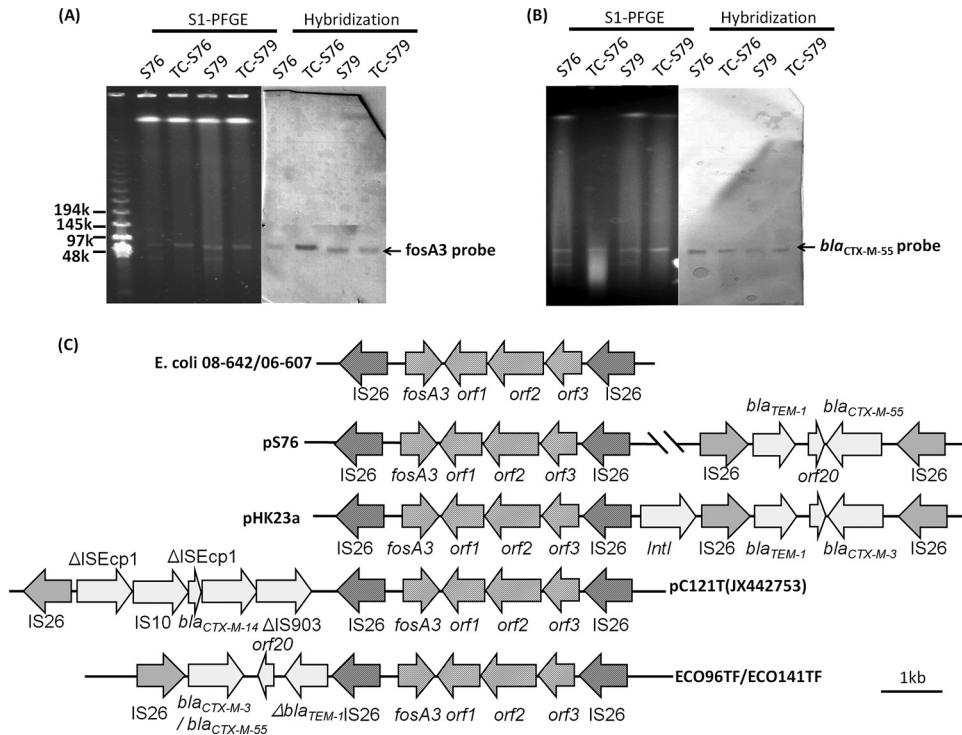 (A)
S1-PFGE
Hybridization
S76
TC-S76
S79
TC-S79
S76
TC-S76
S79
TC-S79
194k
145k
97k
48k
fosA3 probe
(B)
S1-PFGE
Hybridization
S76
TC-S76
S79
TC-S79
S76
TC-S76
S79
TC-S79
blaCTX-M-55 probe
(C)
E. coli 08-642/06-607
IS26 fosA3 orf1 orf2 orf3 IS26
blaTEM-1 blaCTX-M-55
pS76
IS26 fosA3 orf1 orf2 orf3 IS26 IS26 orf20 IS26
pHK23a
IS26 fosA3 orf1 orf2 orf3 IS26 IntI IS26 blaTEM-1 blaCTX-M-3 IS26
ΔISEcp1 ΔISEcp1
pC121T(JX442753)
IS26 IS10 blaCTX-M-14 ΔIS903 IS26 fosA3 orf1 orf2 orf3 IS26
orf20
ECO96TF/ECO141TF
IS26 blaCTX-M-3 ΔblaTEM-1 IS26 fosA3 orf1 orf2 orf3 IS26
/ blaCTX-M-55
1kb